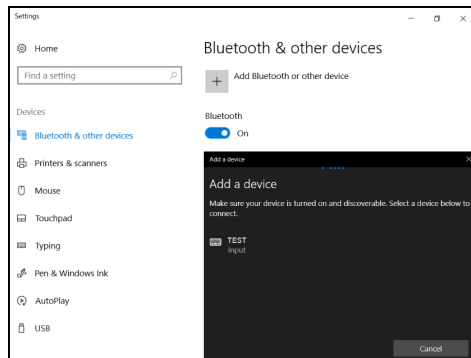 Settings
Home
Bluetooth & other devices
Find a setting
Add Bluetooth or other device
Devices
Bluetooth
Bluetooth & other devices
On
Printers & scanners
Mouse
Touchpad
Typing
Pen & Windows Ink
AutoPlay
USB
Add a device
Add a device
Make sure your device is turned on and discoverable. Select a device below to
connect.
TEST
Input
Cancel